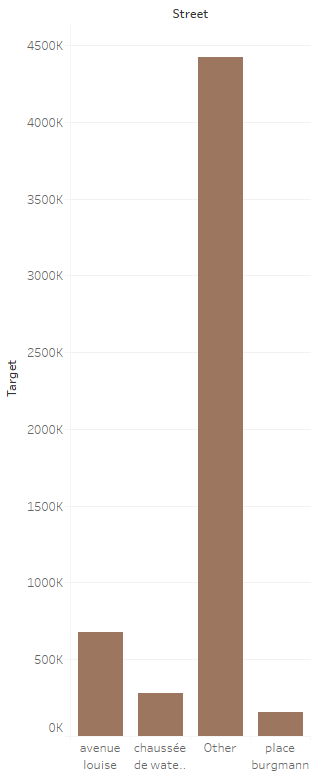 Street
4500K
4000K
3500K
3000K
2500K
2000K
1500K
1000K
500K
0K
Target
avenue louise
chaussée de wate..
Other
place burgmann